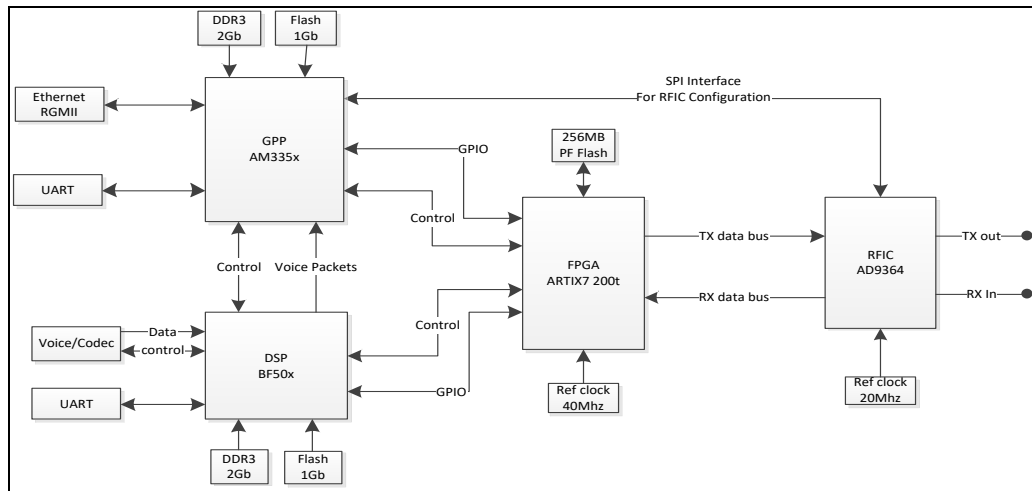 DDR3
2Gb
Flash
1Gb
Ethernet
RGMII
GPP
AM335x
SPI Interface
For RFIC Configuration
GPIO
256MB
PF Flash
UART
Control
FPGA
ARTIX7 200t
TX data bus
RFIC
AD9364
TX out
RX data bus
RX In
Control
Voice Packets
Control
Voice/Codec
Data
control
DSP
BF50x
GPIO
UART
Ref clock
40Mhz
Ref clock
20Mhz
DDR3
2Gb
Flash
1Gb